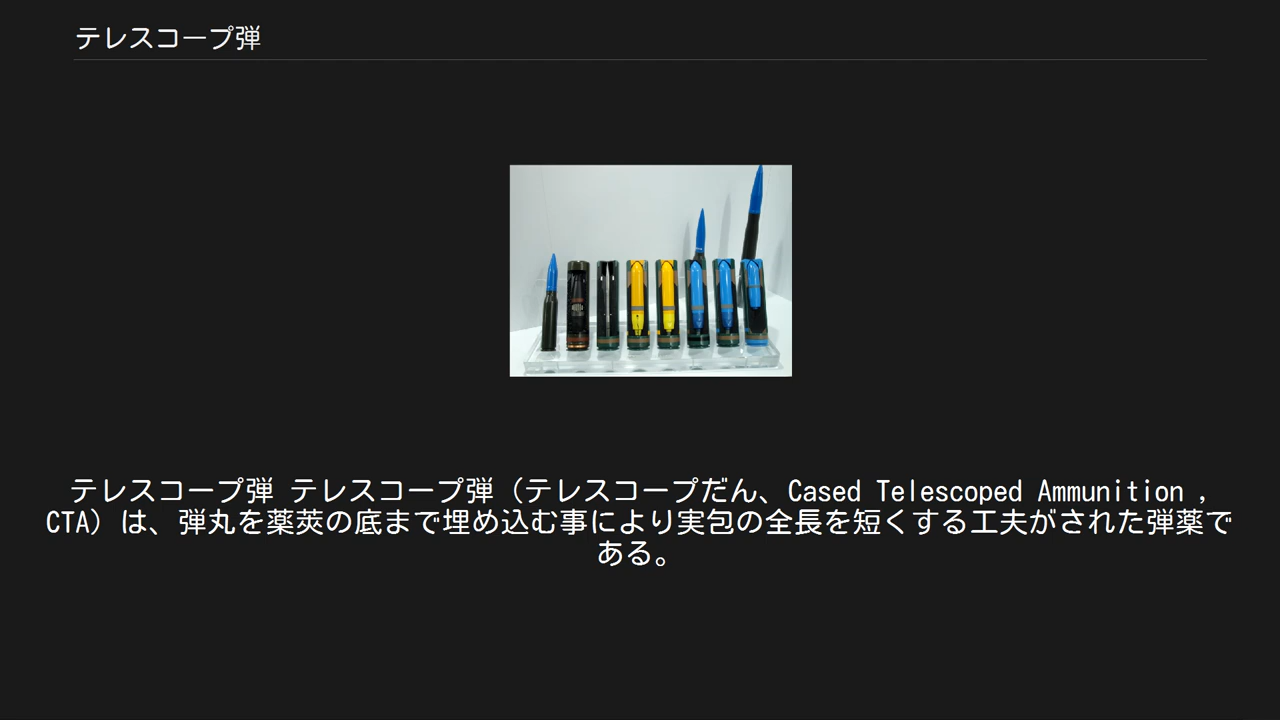 テレスコープ弾
テレスコープ弾 テレスコープ弾（テレスコープだん、Cased Telescoped Ammunition ,
CTA）は、弾丸を薬莢の底まで埋め込む事により実包の全長を短くする工夫がされた弾薬で
ある。